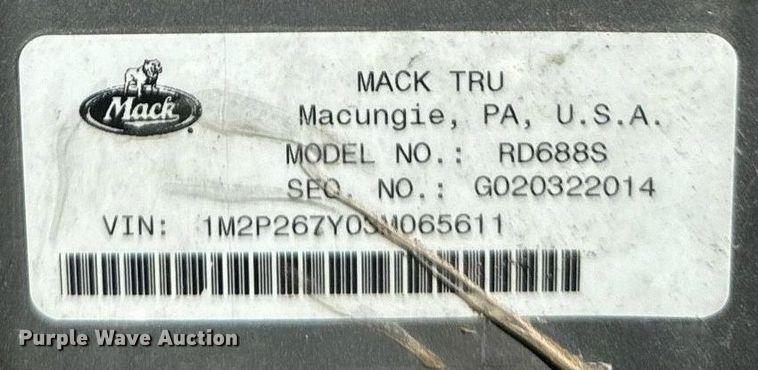 Mack
MACK TRU
Macungie, PA, U.S.A.
MODEL NO.: RD688S
SEQ. NO.: G020322014
VIN: 1M2P267Y03M065611
Purple Wave Auction